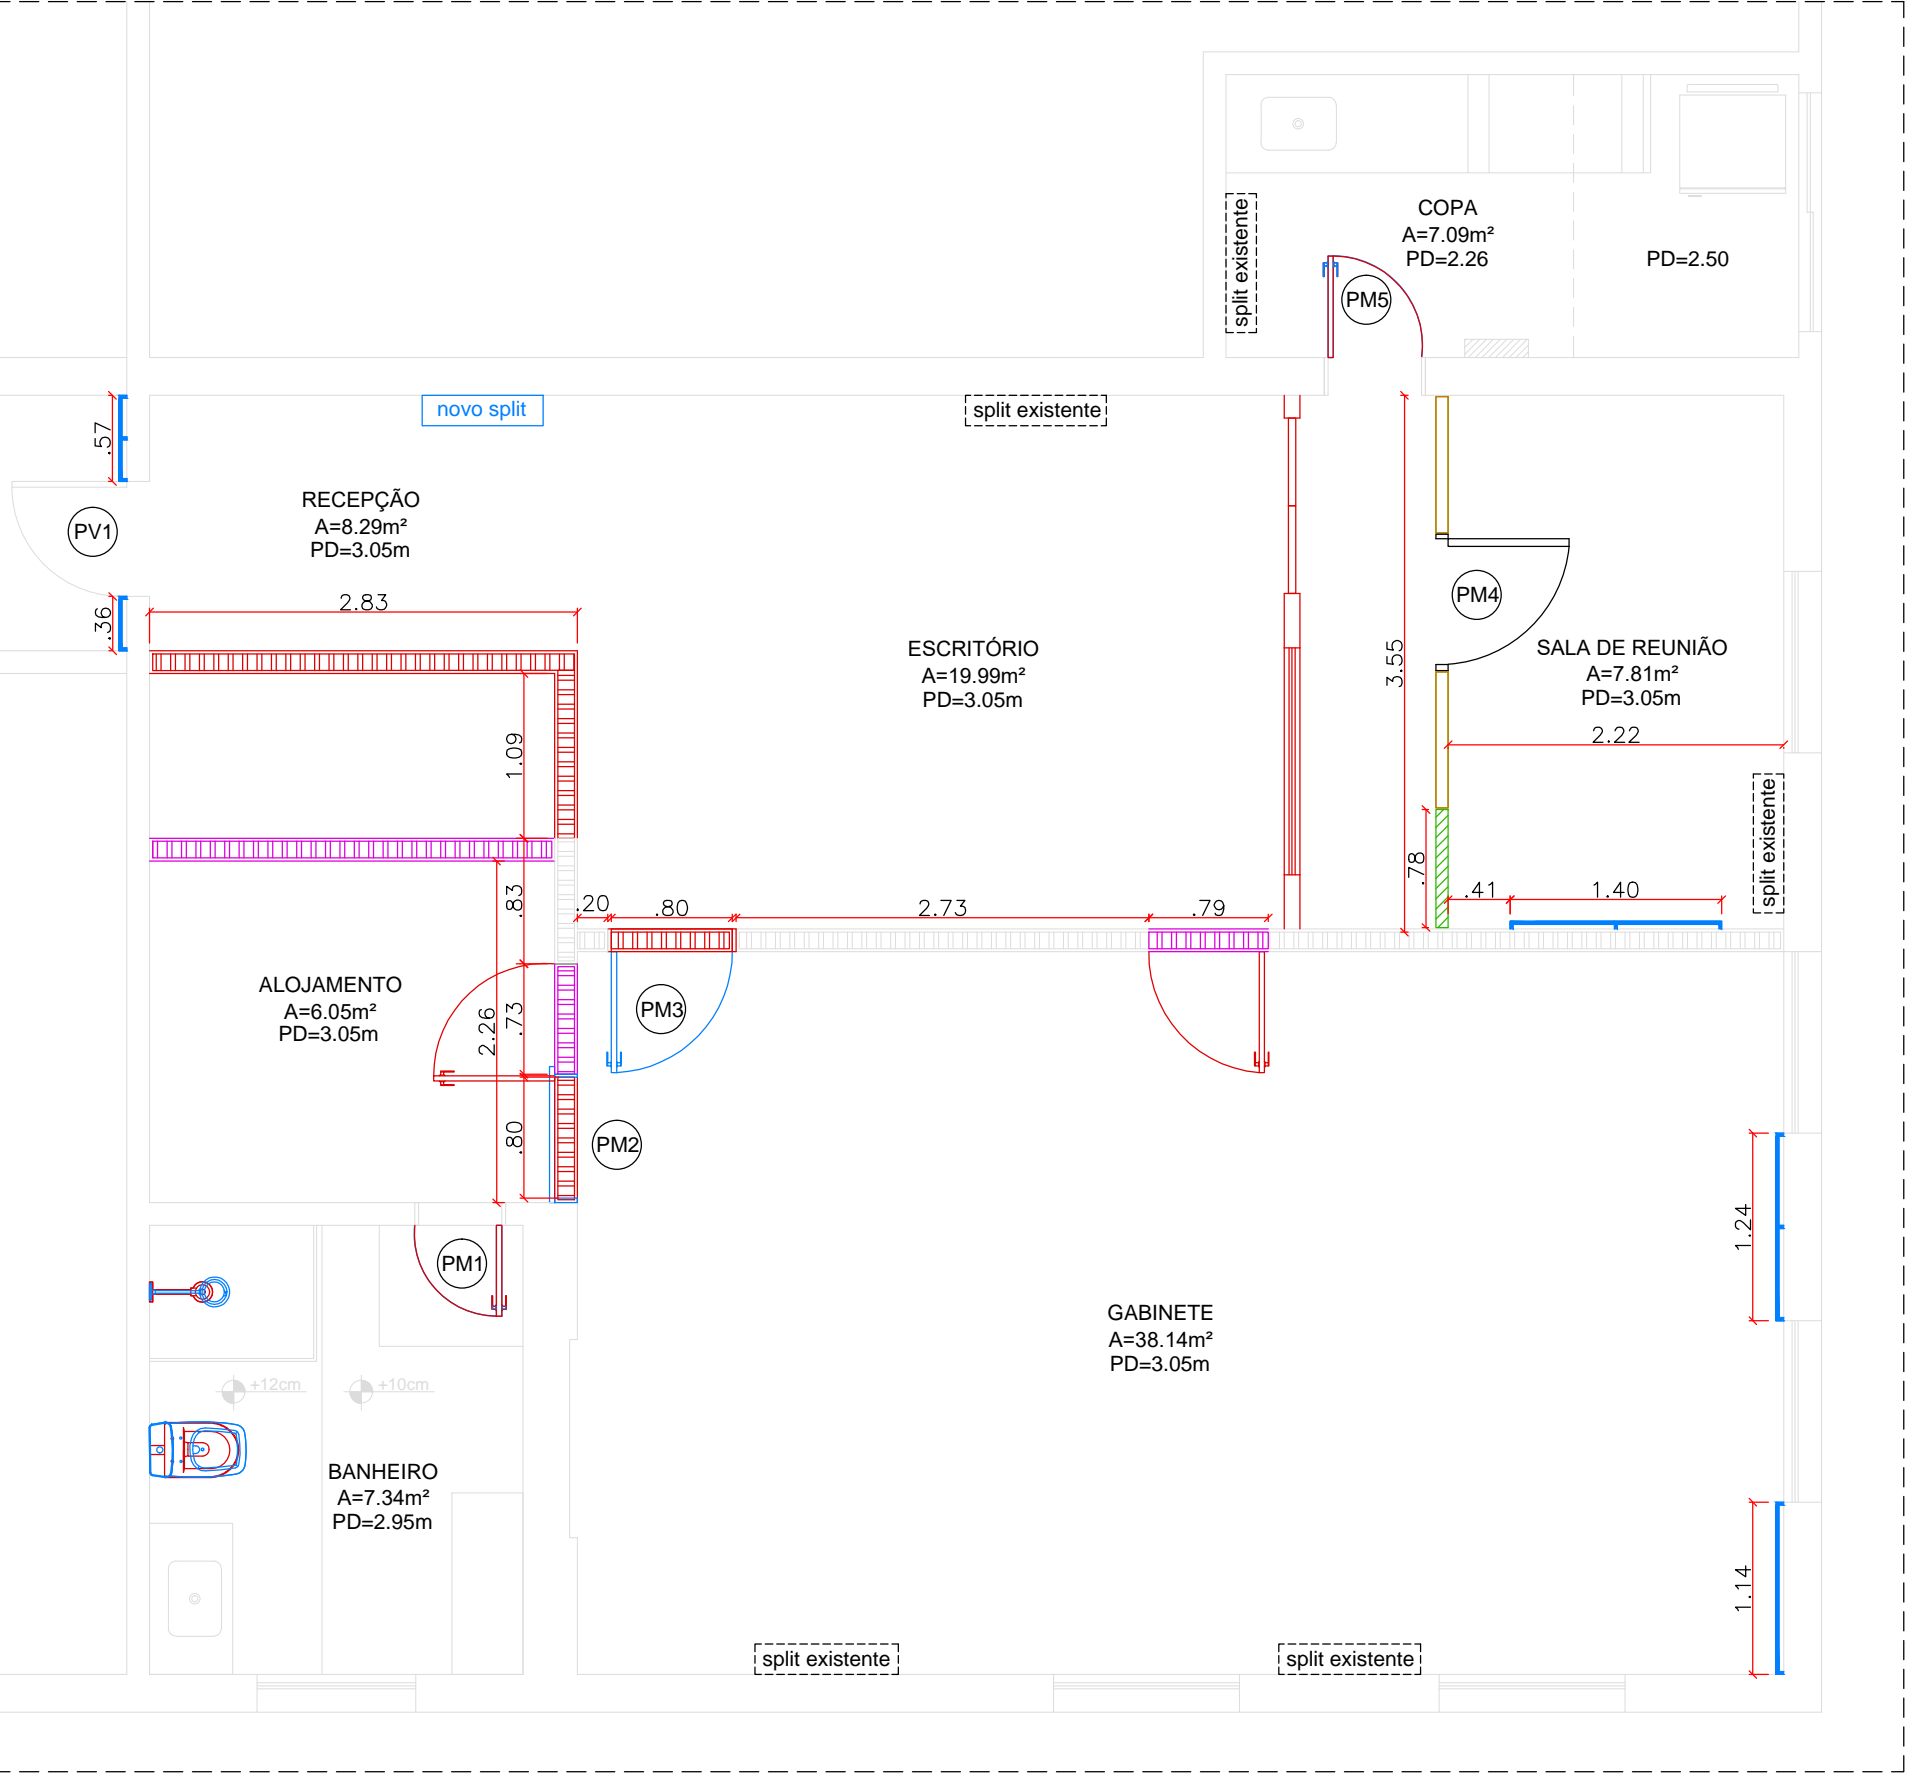 COPA
A=7.09m²
PD=2.26
PD=2.50
split existente
PM5
novo split
split existente
.57
PV1
.36
RECEPÇÃO
A=8.29m²
PD=3.05m
2.83
ESCRITÓRIO
A=19.99m²
PD=3.05m
3.55
PM4
SALA DE REUNIÃO
A=7.81m²
PD=3.05m
2.22
split existente
1.09
.83
.20
.80
2.73
.79
.78
.41
1.40
ALOJAMENTO
A=6.05m²
PD=3.05m
2.26
.73
.80
PM3
PM2
PM1
1.24
GABINETE
A=38.14m²
PD=3.05m
+12cm
+10cm
BANHEIRO
A=7.34m²
PD=2.95m
1.14
split existente
split existente